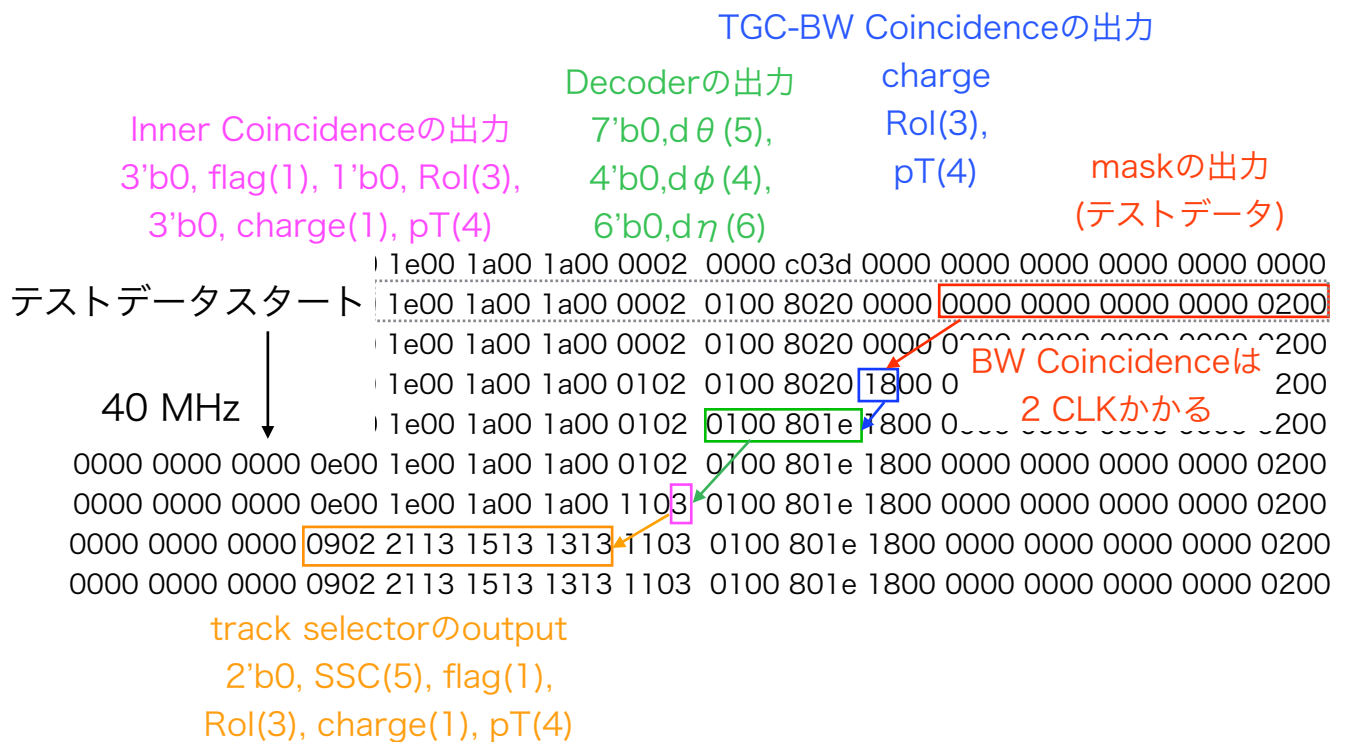 TGC-BW Coincidenceの出力
charge
RoI(3),
pT(4)
Decoderの出力
7'b0,dθ(5),
4'b0,dφ(4),
6'b0,dη(6)
Inner Coincidenceの出力
3'b0, flag(1), 1'b0, RoI(3),
3'b0, charge(1), pT(4)
maskの出力
(テストデータ)
1e00 1a00 1a00 0002 0000 c03d 0000 0000 0000 0000 0000 0000
テストデータスタート
1e00 1a00 1a00 0002 0100 8020 0000 0000 0000 0000 0000 0200
1e00 1a00 1a00 0002 0100 8020 0000 0 200
BW Coincidenceは
2 CLKかかる
1e00 1a00 1a00 0102 0100 8020 1800 0 200
40 MHz
1e00 1a00 1a00 0102 0100 801e 1800 0 0200
0000 0000 0000 0e00 1e00 1a00 1a00 0102 0100 801e 1800 0000 0000 0000 0000 0200
0000 0000 0000 0e00 1e00 1a00 1a00 1103 0100 801e 1800 0000 0000 0000 0000 0200
0000 0000 0000 0902 2113 1513 1313 1103 0100 801e 1800 0000 0000 0000 0000 0200
0000 0000 0000 0902 2113 1513 1313 1103 0100 801e 1800 0000 0000 0000 0000 0200
track selectorのoutput
2'b0, SSC(5), flag(1),
RoI(3), charge(1), pT(4)